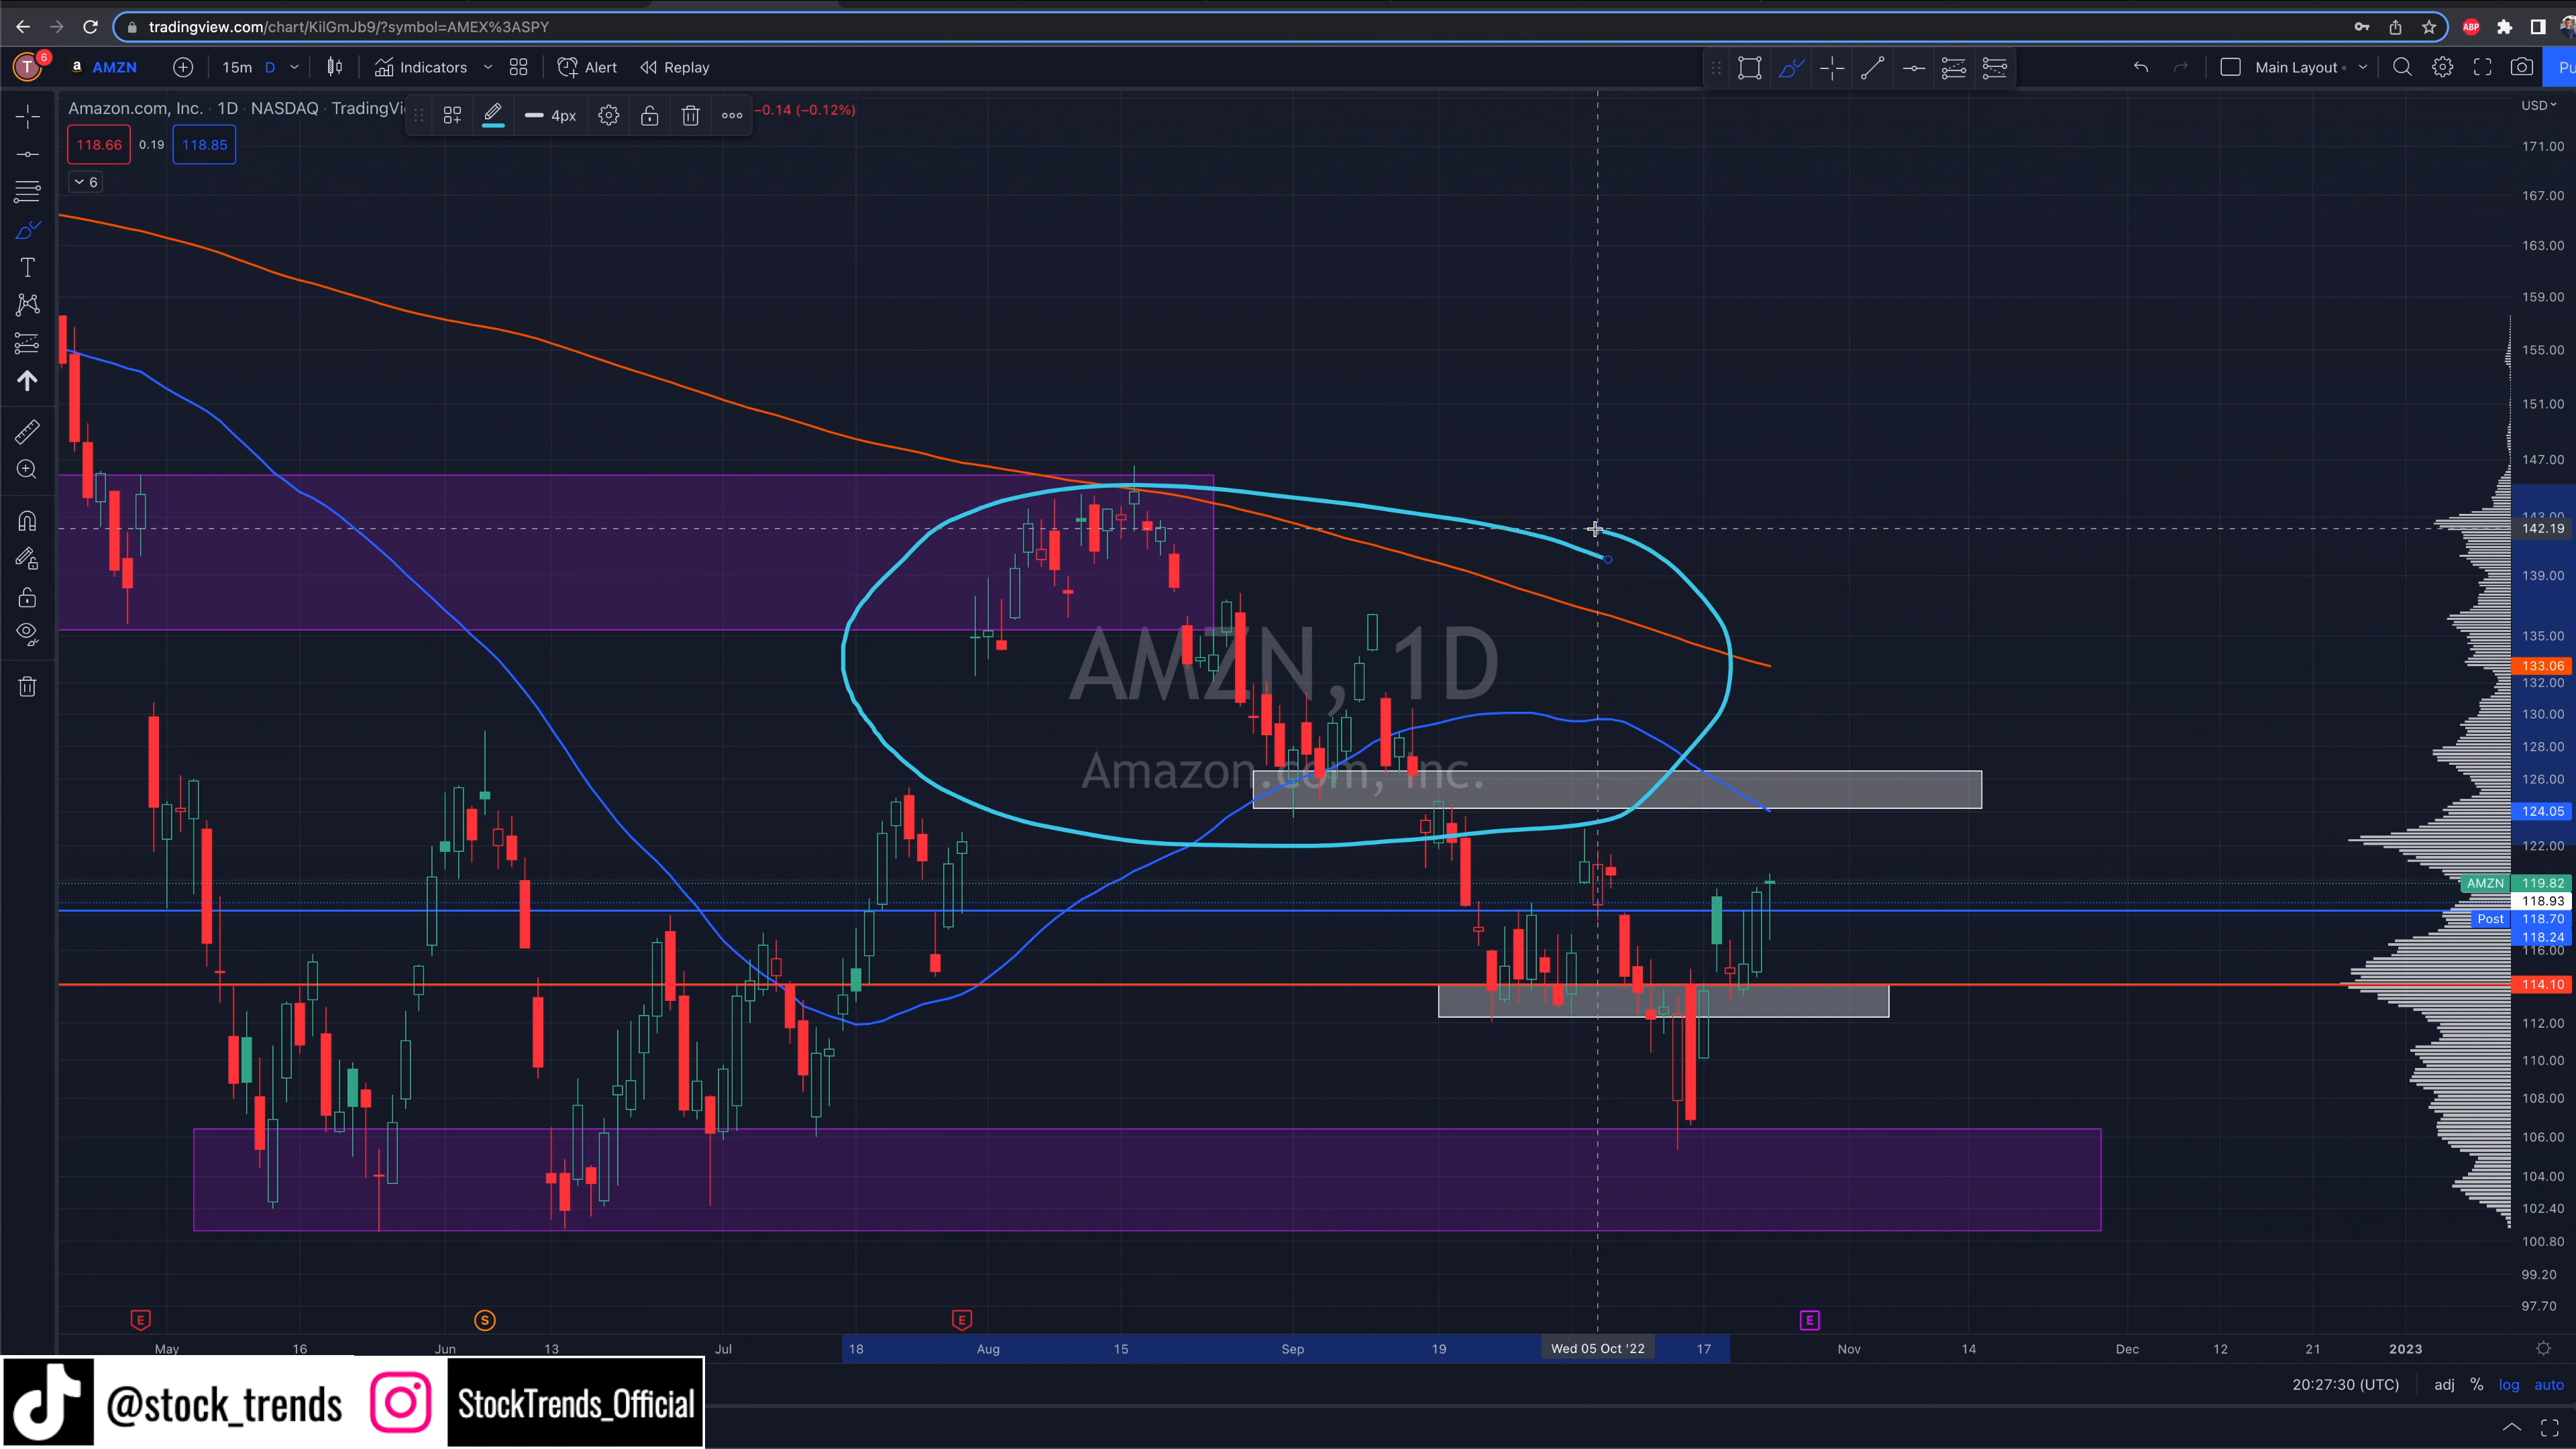 tradingview.com/chart/KilGmJb9/?symbol=AMEX%3ASPY
ABP
T 6 a AMZN 15m D Indicators Alert Replay Main Layout Pu
Amazon.com, Inc. · 1D · NASDAQ · TradingVi 4px −0.14 (−0.12%) USD
118.66 0.19 118.85
6
171.00
167.00
163.00
159.00
155.00
151.00
147.00
143.00
142.19
139.00
135.00
AMZN, 1D
133.06
132.00
130.00
128.00
Amazon.com, Inc.
126.00
124.05
122.00
AMZN 119.82
118.93
Post 118.70
118.24
116.00
114.10
112.00
110.00
108.00
106.00
104.00
102.40
100.80
99.20
97.70
E S E E
May 16 Jun 13 Jul 18 Aug 15 Sep 19 Wed 05 Oct '22 17 Nov 14 Dec 12 21 2023
20:27:30 (UTC) adj % log auto
@stock_trends StockTrends_Official